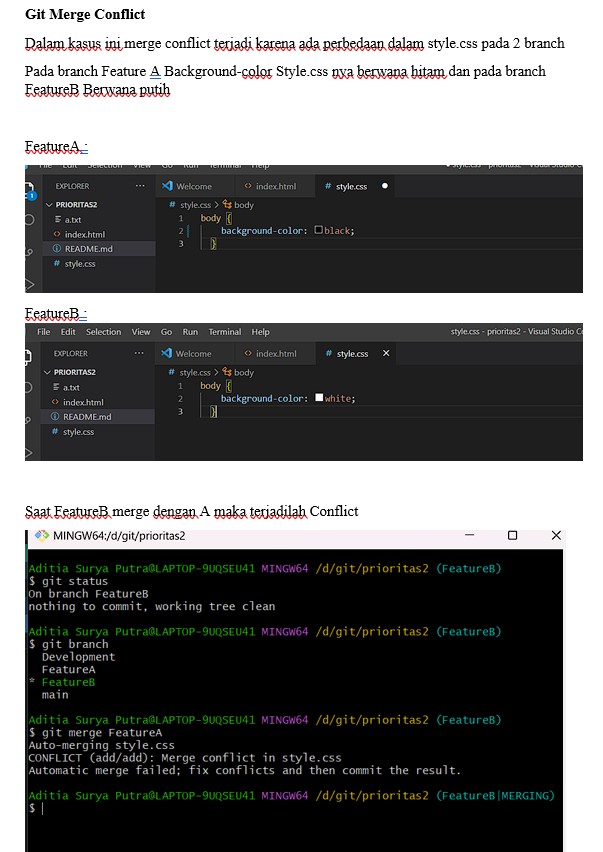 Git Merge Conflict
Dalam kasus ini merge conflict terjadi karena ada perbedaan dalam style.css pada 2 branch
Pada branch Feature A Background-color Style.css nya berwana hitam dan pada branch
FeatureB Berwana putih
FeatureA :
File Edit Selection View Go Run Terminal Help
style.css - prioritas2 - Visual Studio C
EXPLORER ... Welcome <> index.html # style.css ●
1
PRIORITAS2 # style.css > body
a.txt 1 body {
<> index.html 2 background-color: black;
README.md 3 }
# style.css
FeatureB :
File Edit Selection View Go Run Terminal Help style.css - prioritas2 - Visual Studio Co
EXPLORER ... Welcome <> index.html # style.css ×
PRIORITAS2 # style.css > body
a.txt 1 body {
<> index.html 2 background-color: white;
README.md 3 }
# style.css
Saat FeatureB merge dengan A maka terjadilah Conflict
MINGW64:/d/git/prioritas2
Aditia Surya Putra@LAPTOP-9UQSEU41 MINGW64 /d/git/prioritas2 (FeatureB)
$ git status
On branch FeatureB
nothing to commit, working tree clean
Aditia Surya Putra@LAPTOP-9UQSEU41 MINGW64 /d/git/prioritas2 (FeatureB)
$ git branch
Development
FeatureA
* FeatureB
main
Aditia Surya Putra@LAPTOP-9UQSEU41 MINGW64 /d/git/prioritas2 (FeatureB)
$ git merge FeatureA
Auto-merging style.css
CONFLICT (add/add): Merge conflict in style.css
Automatic merge failed; fix conflicts and then commit the result.
Aditia Surya Putra@LAPTOP-9UQSEU41 MINGW64 /d/git/prioritas2 (FeatureB|MERGING)
$